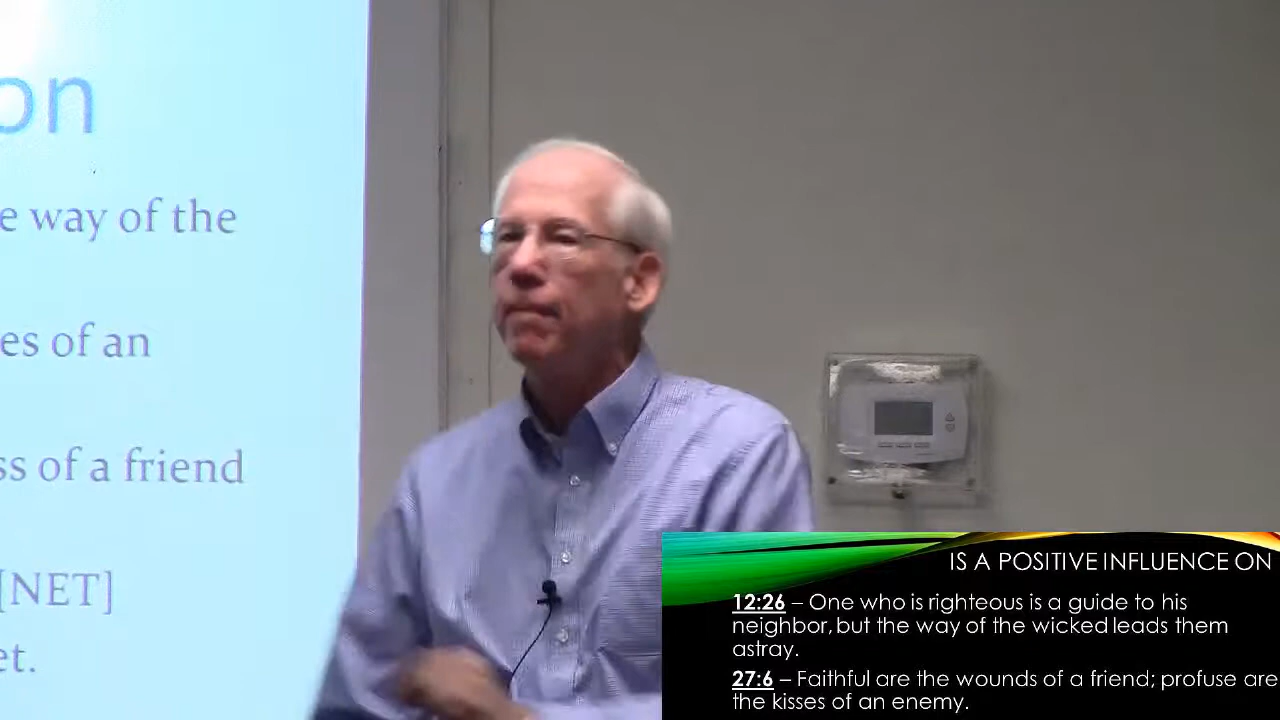 on
e way of the
es of an
ss of a friend
[NET]
et.
IS A POSITIVE INFLUENCE ON
12:26 – One who is righteous is a guide to his
neighbor, but the way of the wicked leads them
astray.
27:6 – Faithful are the wounds of a friend; profuse are
the kisses of an enemy.